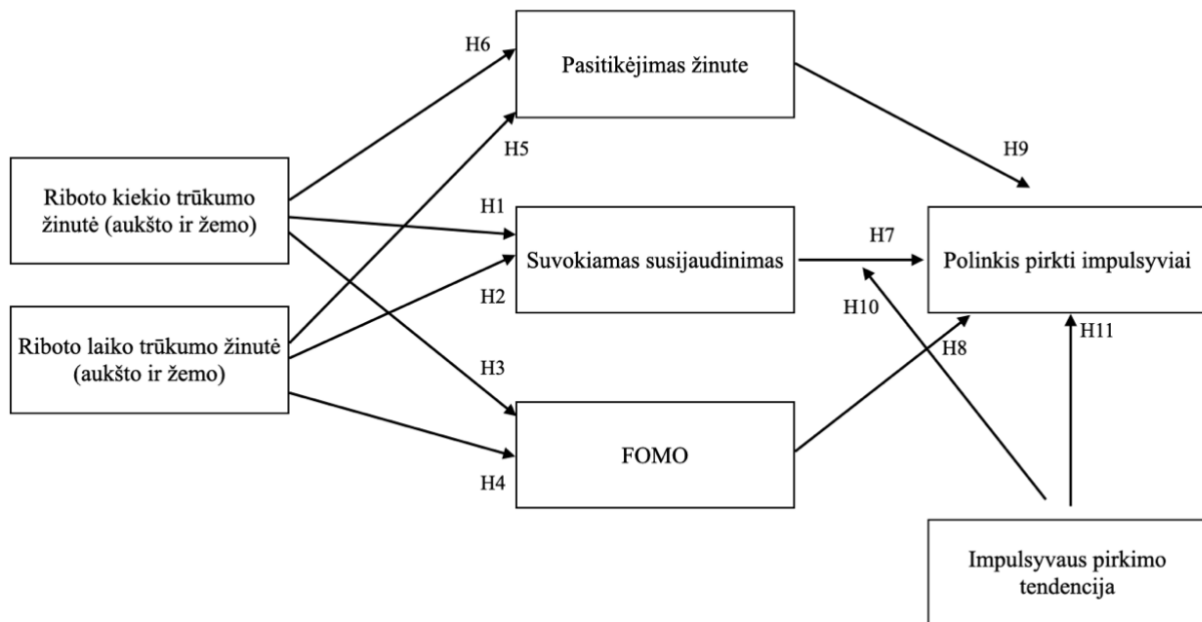 H6
Pasitikėjimas žinute
H5
H9
Riboto kiekio trūkumo
žinutė (aukšto ir žemo)
H1
H7
Suvokiamas susijaudinimas
Polinkis pirkti impulsyviai
H2
H10
Riboto laiko trūkumo žinutė
(aukšto ir žemo)
H3
H8
H11
FOMO
H4
Impulsyvaus pirkimo
tendencija